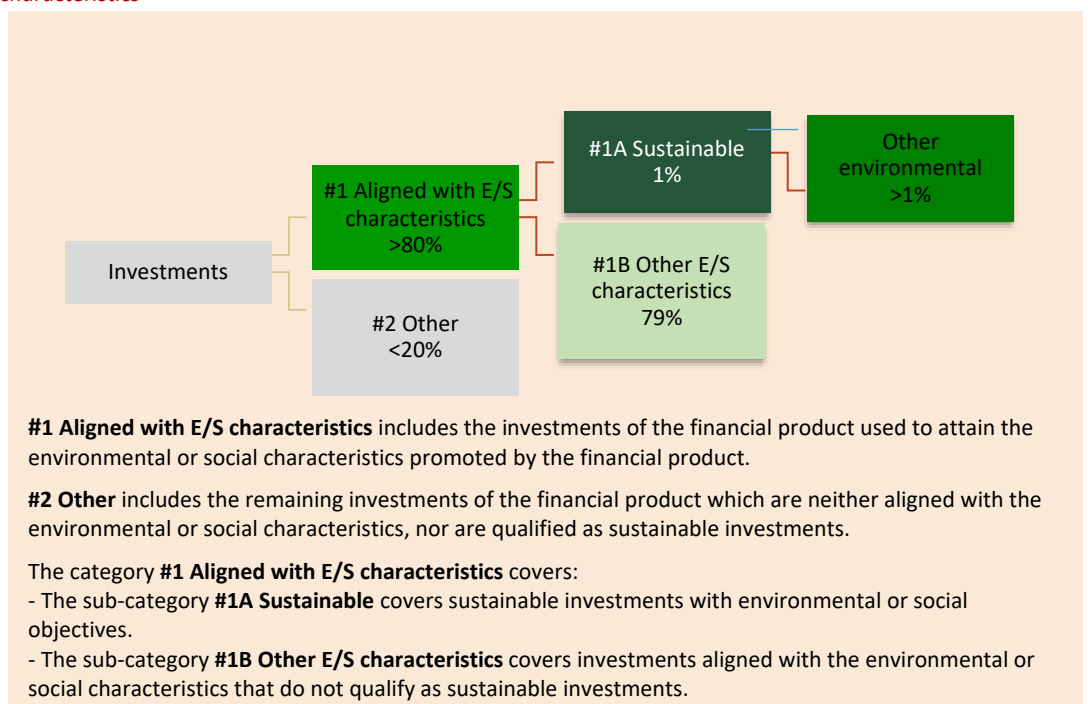 characteristics
#1A Sustainable
1%
Other
environmental
>1%
#1 Aligned with E/S
characteristics
>80%
Investments
#1B Other E/S
characteristics
79%
#2 Other
<20%
#1 Aligned with E/S characteristics includes the investments of the financial product used to attain the
environmental or social characteristics promoted by the financial product.
#2 Other includes the remaining investments of the financial product which are neither aligned with the
environmental or social characteristics, nor are qualified as sustainable investments.
The category #1 Aligned with E/S characteristics covers:
- The sub-category #1A Sustainable covers sustainable investments with environmental or social
objectives.
- The sub-category #1B Other E/S characteristics covers investments aligned with the environmental or
social characteristics that do not qualify as sustainable investments.